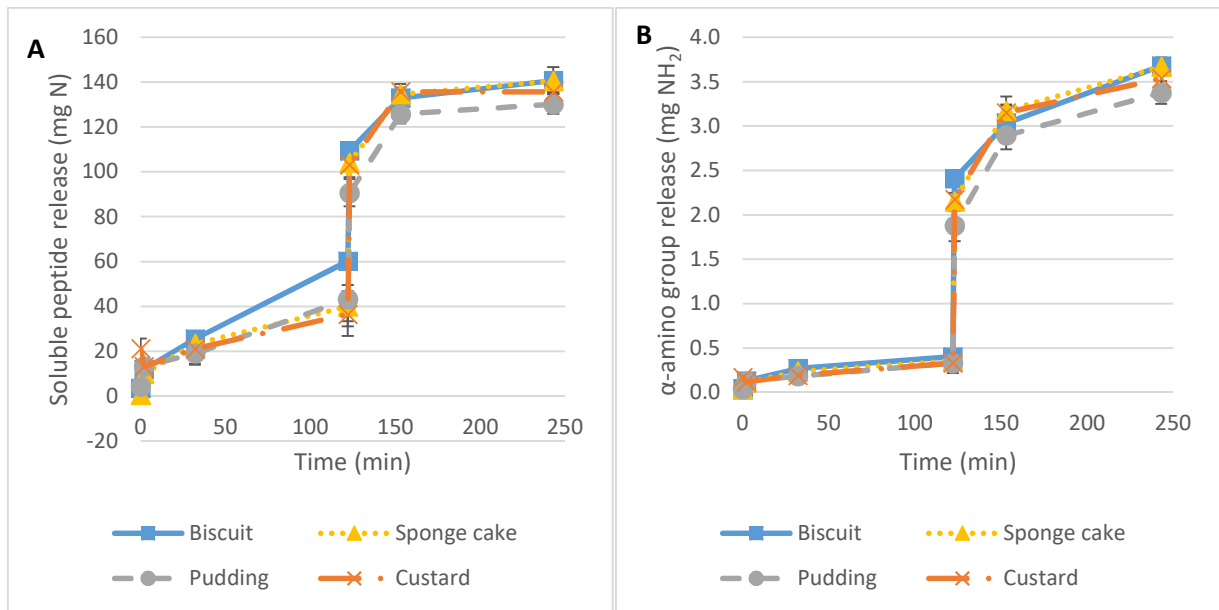 A
Soluble peptide release (mg N)
160
140
120
100
80
60
40
20
0
-20
0 50 100 150 200 250
Time (min)
Biscuit Sponge cake
Pudding Custard
B
α-amino group release (mg NH₂)
4.0
3.5
3.0
2.5
2.0
1.5
1.0
0.5
0.0
0 50 100 150 200 250
Time (min)
Biscuit Sponge cake
Pudding Custard